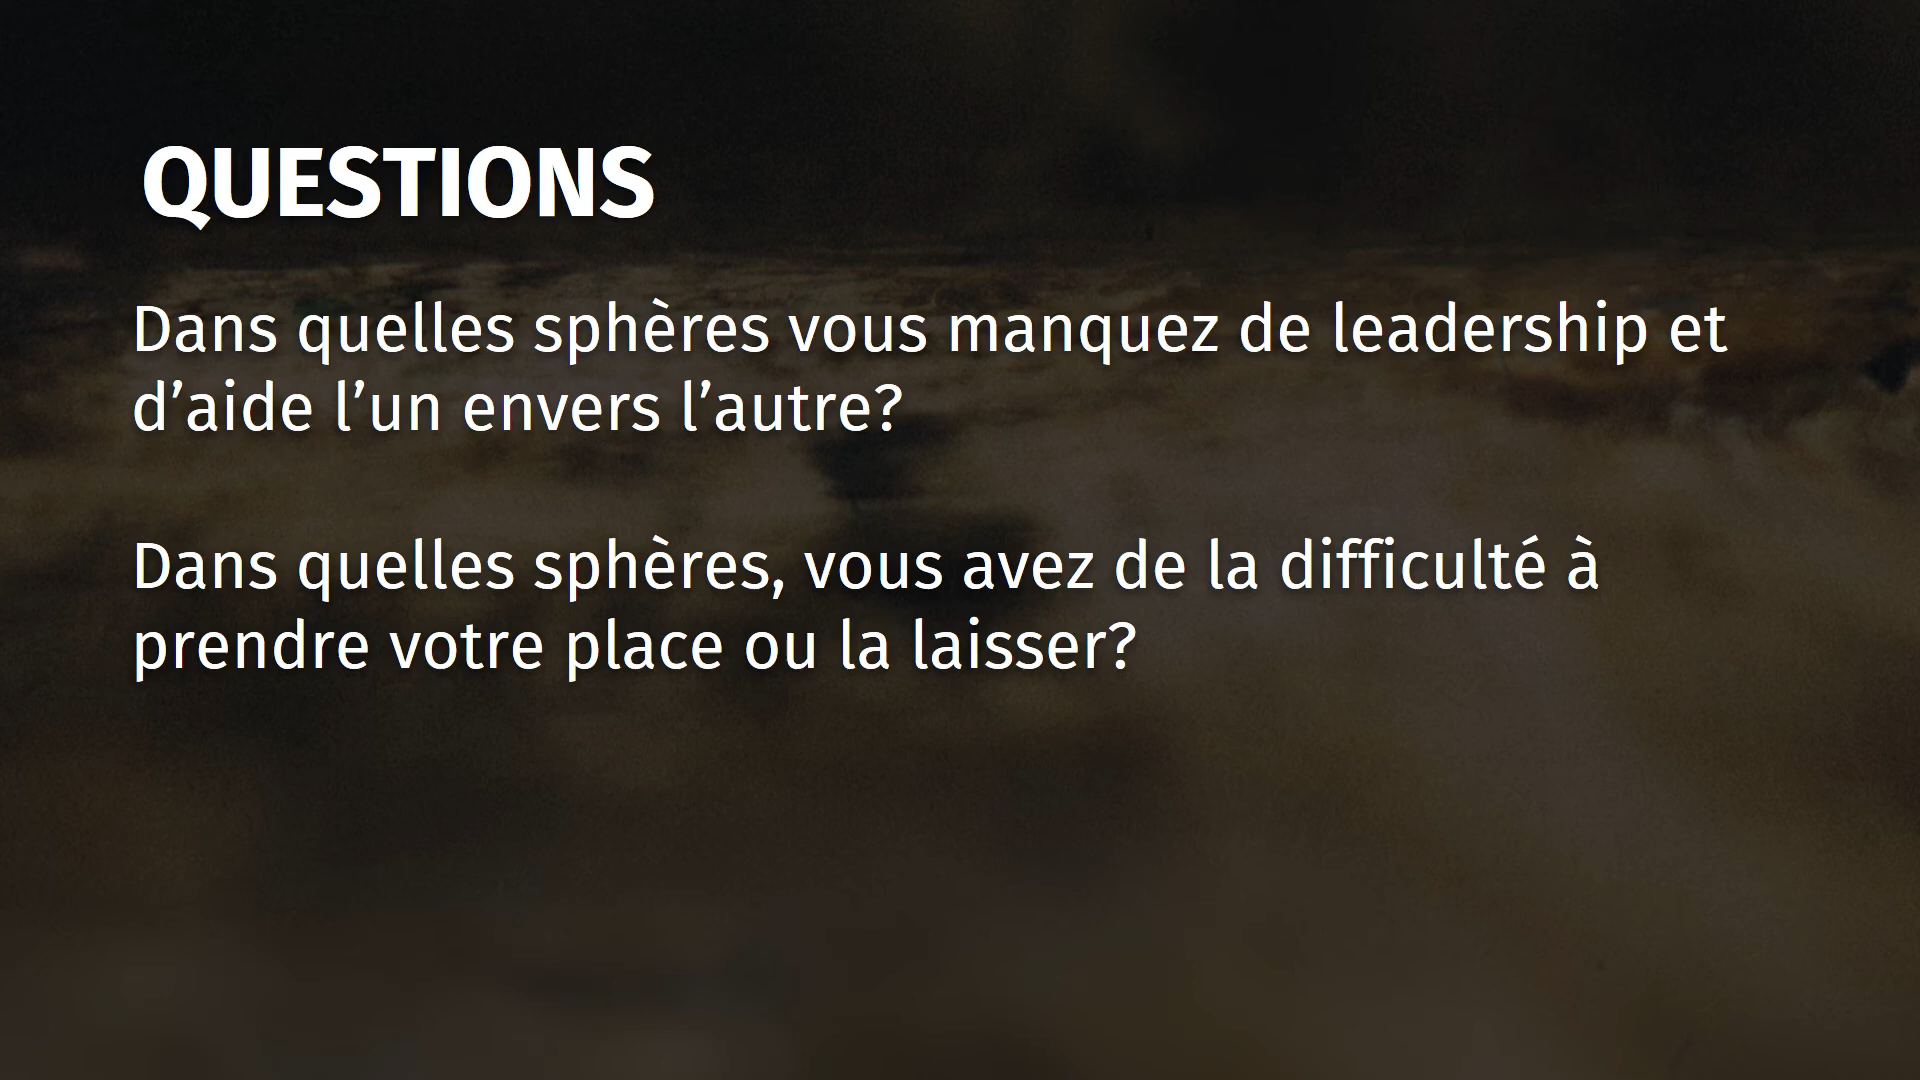 QUESTIONS
Dans quelles sphères vous manquez de leadership et
d’aide l’un envers l’autre?
Dans quelles sphères, vous avez de la difficulté à
prendre votre place ou la laisser?